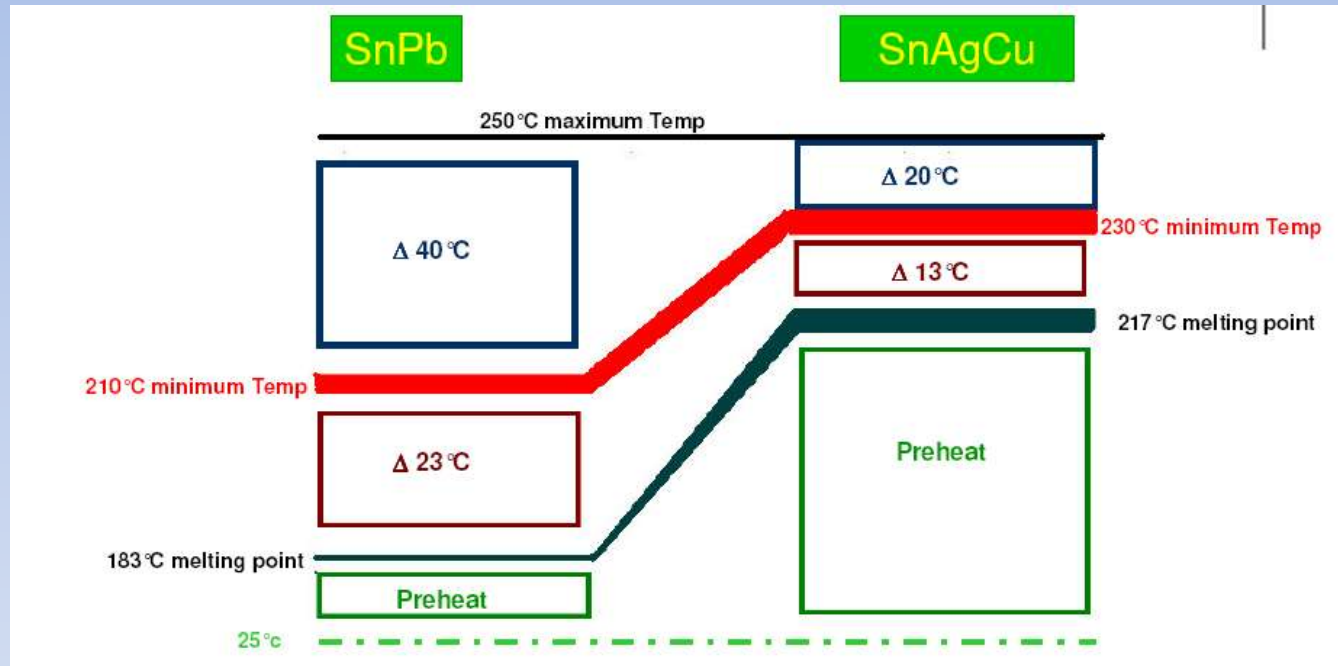 SnPb
SnAgCu
250°C maximum Temp
Δ 20°C
Δ 40°C
230°C minimum Temp
Δ 13°C
217°C melting point
210°C minimum Temp
Δ 23°C
Preheat
183°C melting point
Preheat
25°c